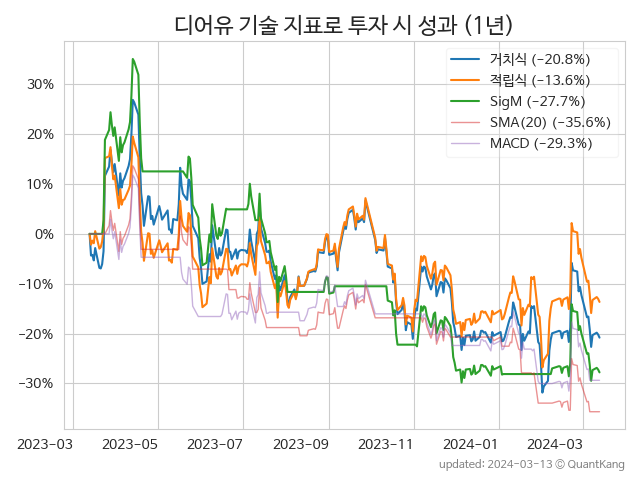 디어유 기술 지표로 투자 시 성과 (1년)
거치식 (−20.8%)
적립식 (−13.6%)
SigM (−27.7%)
SMA(20) (−35.6%)
MACD (−29.3%)
30%
20%
10%
0%
−10%
−20%
−30%
2023-03 2023-05 2023-07 2023-09 2023-11 2024-01 2024-03
updated: 2024-03-13 © QuantKang